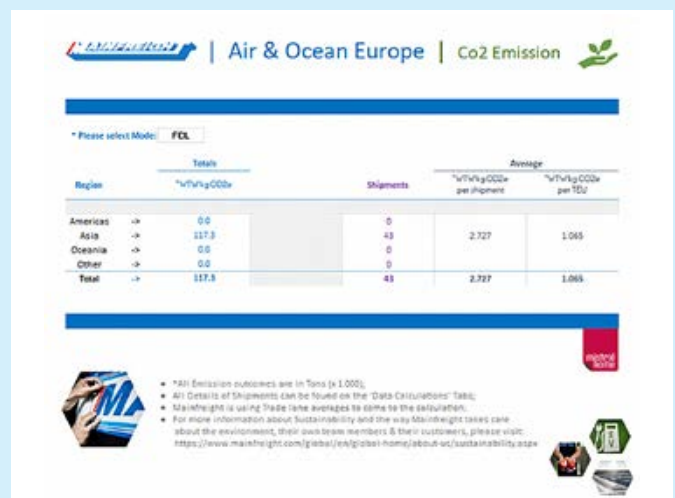 MAINFREIGHT | Air & Ocean Europe | Co2 Emission
* Please select Mode: FCL
Totals Average
Region "WTW kg CO2e Shipments "WTW kg CO2e per shipment "WTW kg CO2e per TEU
Americas -> 0.0 0
Asia -> 117.3 43 2.727 1.065
Oceania -> 0.0 0
Other -> 0.0 0
Total -> 117.3 43 2.727 1.065
mistral
home
• *All Emission outcomes are in Tons (x 1.000);
• All Details of Shipments can be found on the 'Data Calculations' Tabs;
• Mainfreight is using Trade lane averages to come to the calculation;
• For more information about Sustainability and the way Mainfreight takes care
about the environment, their own team members & their customers, please visit:
https://www.mainfreight.com/global/en/global-home/about-us/sustainability.aspx
MA
EV